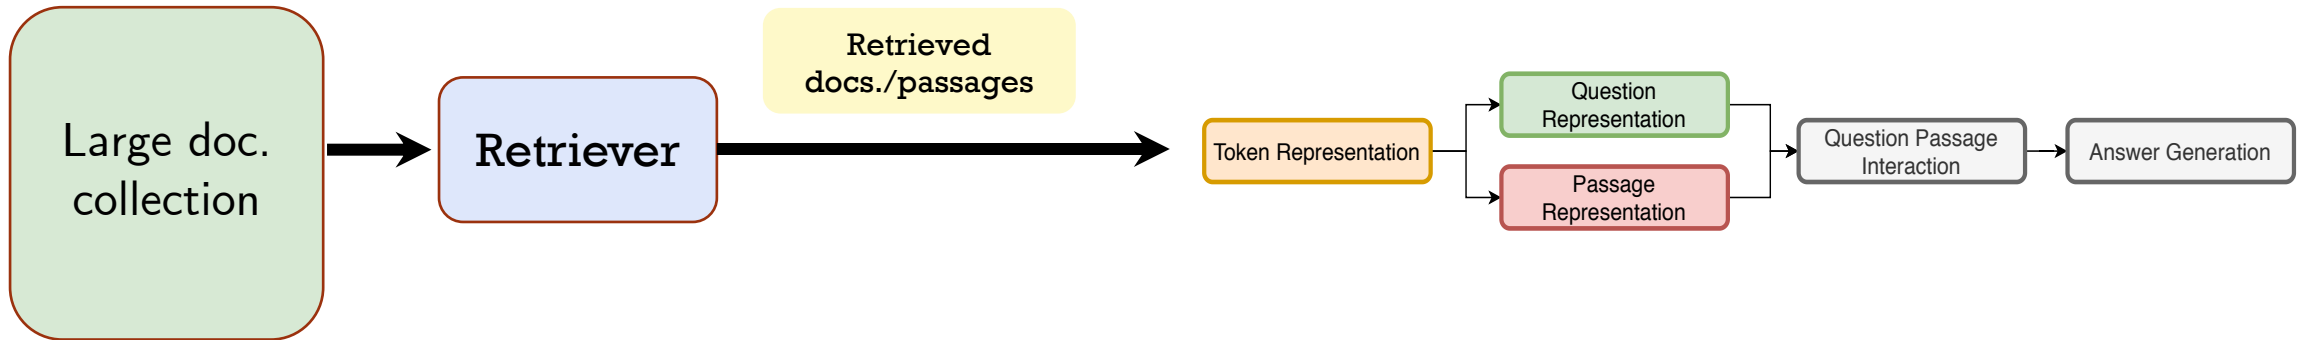 Large doc.
collection
Retriever
Retrieved
docs./passages
Token Representation
Question
Representation
Passage
Representation
Question Passage
Interaction
Answer Generation